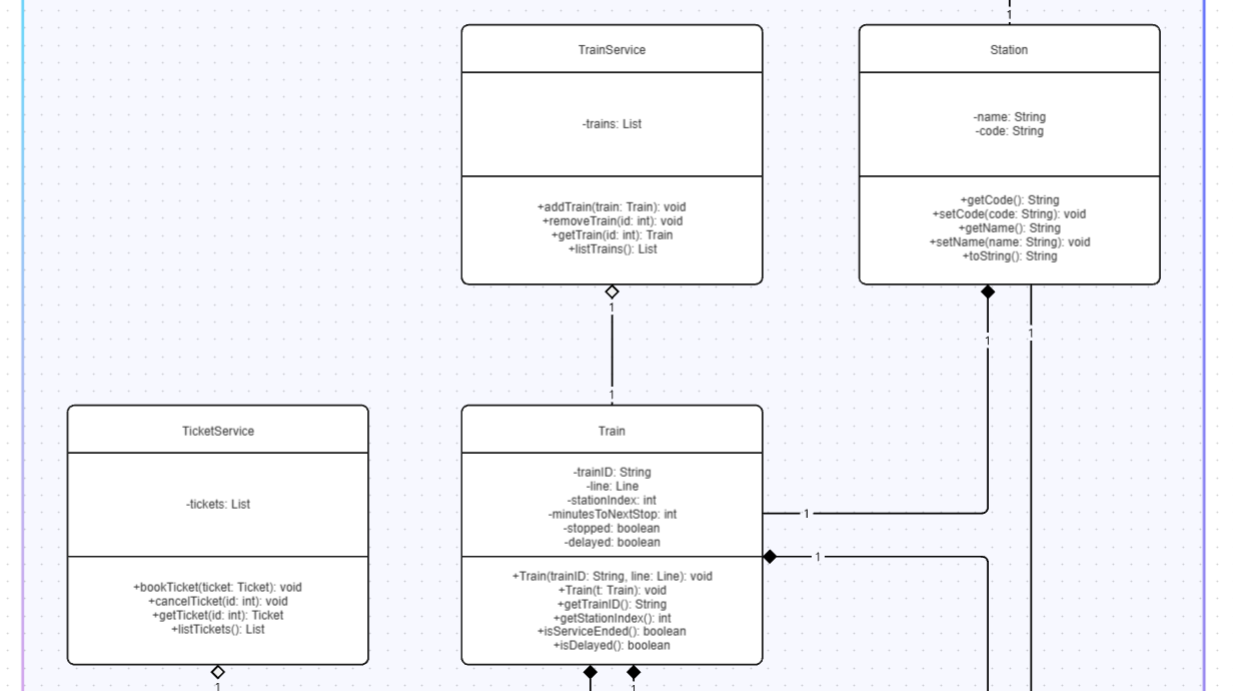 1
TrainService
-trains: List
+addTrain(train: Train): void
+removeTrain(id: int): void
+getTrain(id: int): Train
+listTrains(): List
Station
-name: String
-code: String
+getCode(): String
+setCode(code: String): void
+getName(): String
+setName(name: String): void
+toString(): String
1
1
1
1
TicketService
-tickets: List
+bookTicket(ticket: Ticket): void
+cancelTicket(id: int): void
+getTicket(id: int): Ticket
+listTickets(): List
1
Train
-trainID: String
-line: Line
-stationIndex: int
-minutesToNextStop: int
-stopped: boolean
-delayed: boolean
+Train(trainID: String, line: Line): void
+Train(t: Train): void
+getTrainID(): String
+getStationIndex(): int
+isServiceEnded(): boolean
+isDelayed(): boolean
1
1
1